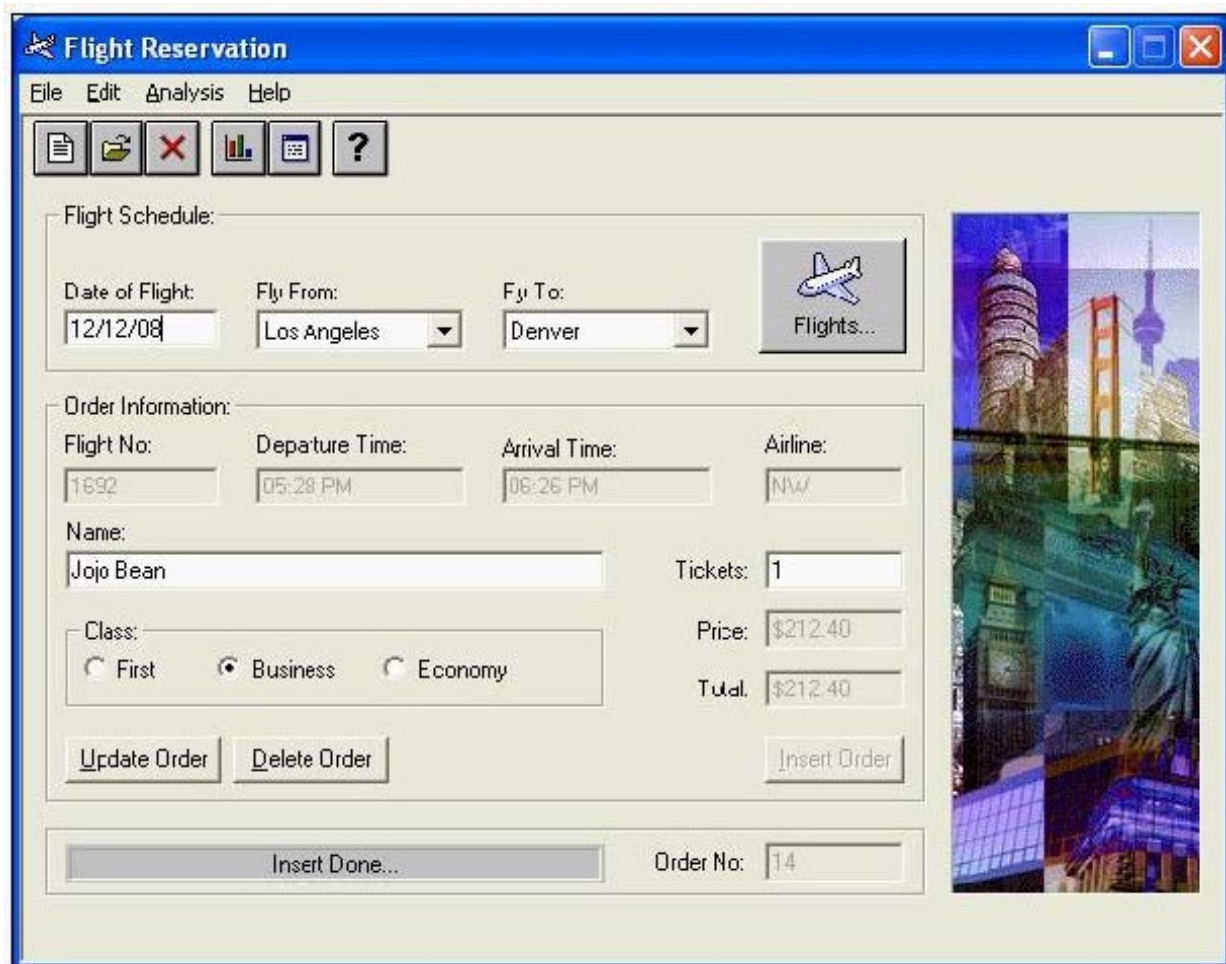 Flight Reservation
File Edit Analysis Help
?
Flight Schedule:
Date of Flight: Fly From: Fly To:
12/12/08 Los Angeles Denver Flights...
Order Information:
Flight No: Depature Time: Arrival Time: Airline:
1692 05:28 PM 06:26 PM NW
Name:
Jojo Bean Tickets: 1
Class: Price: $212.40
First Business Economy
Total: $212.40
Update Order Delete Order Insert Order
Insert Done... Order No: 14